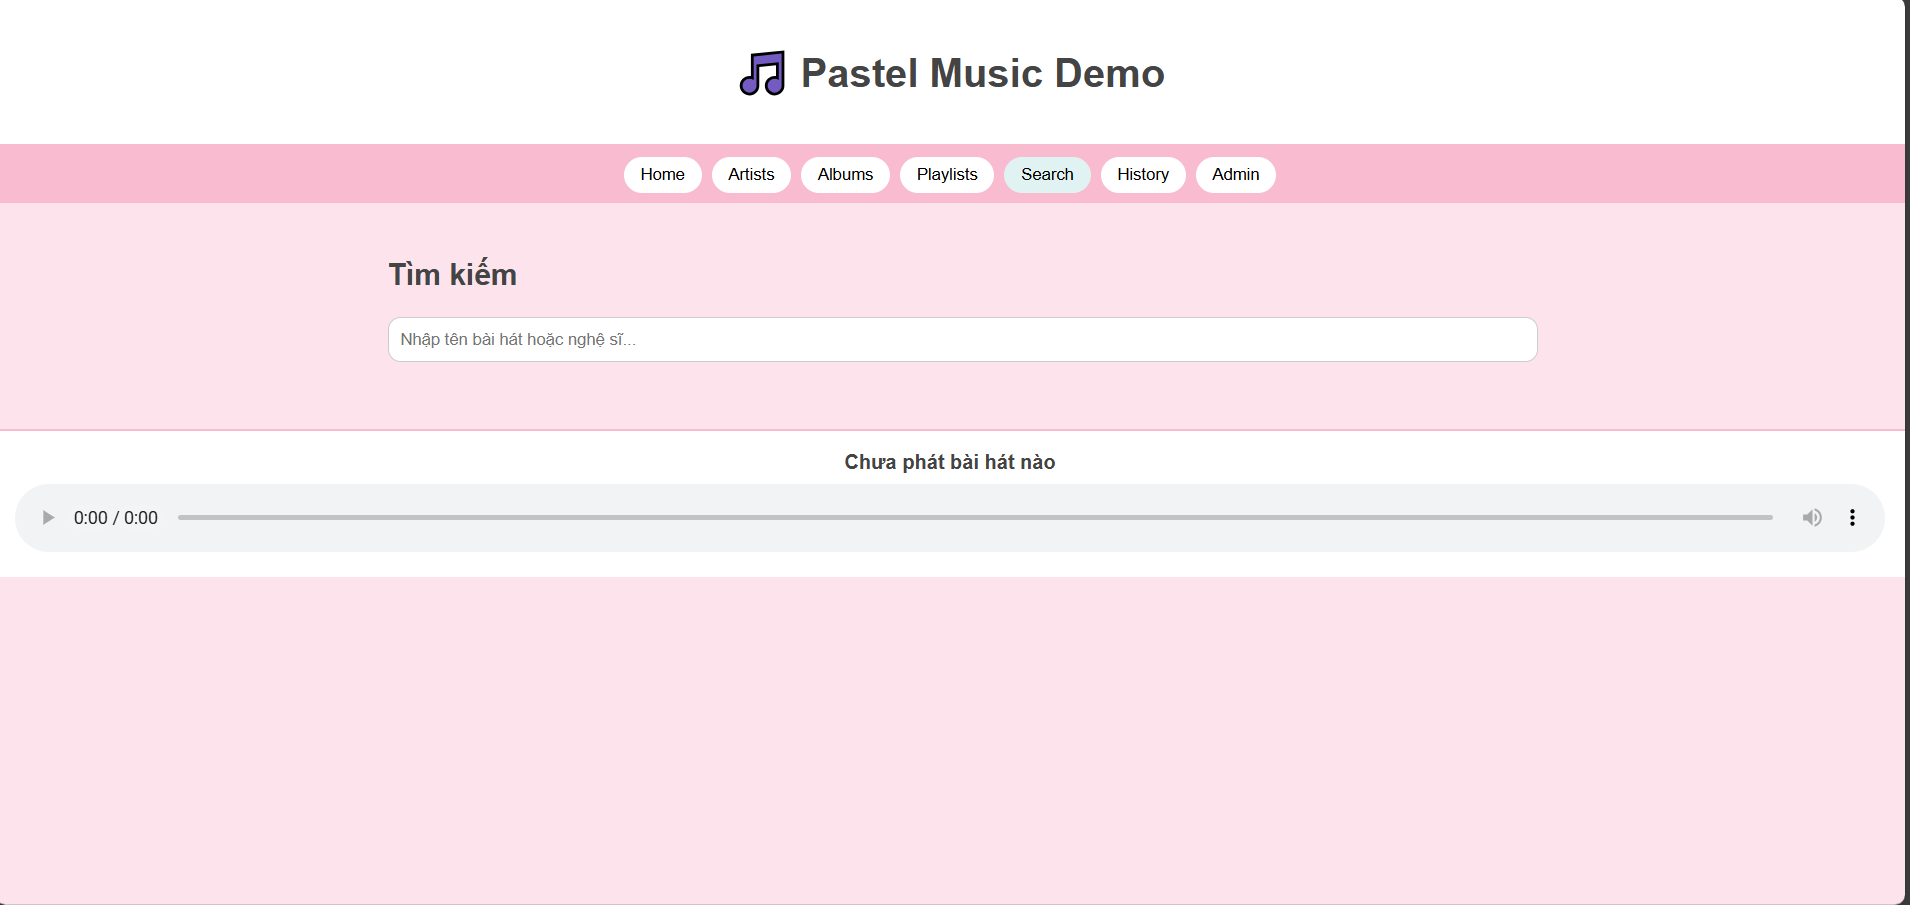 Pastel Music Demo
Home Artists Albums Playlists Search History Admin
Tìm kiếm
Nhập tên bài hát hoặc nghệ sĩ...
Chưa phát bài hát nào
0:00 / 0:00